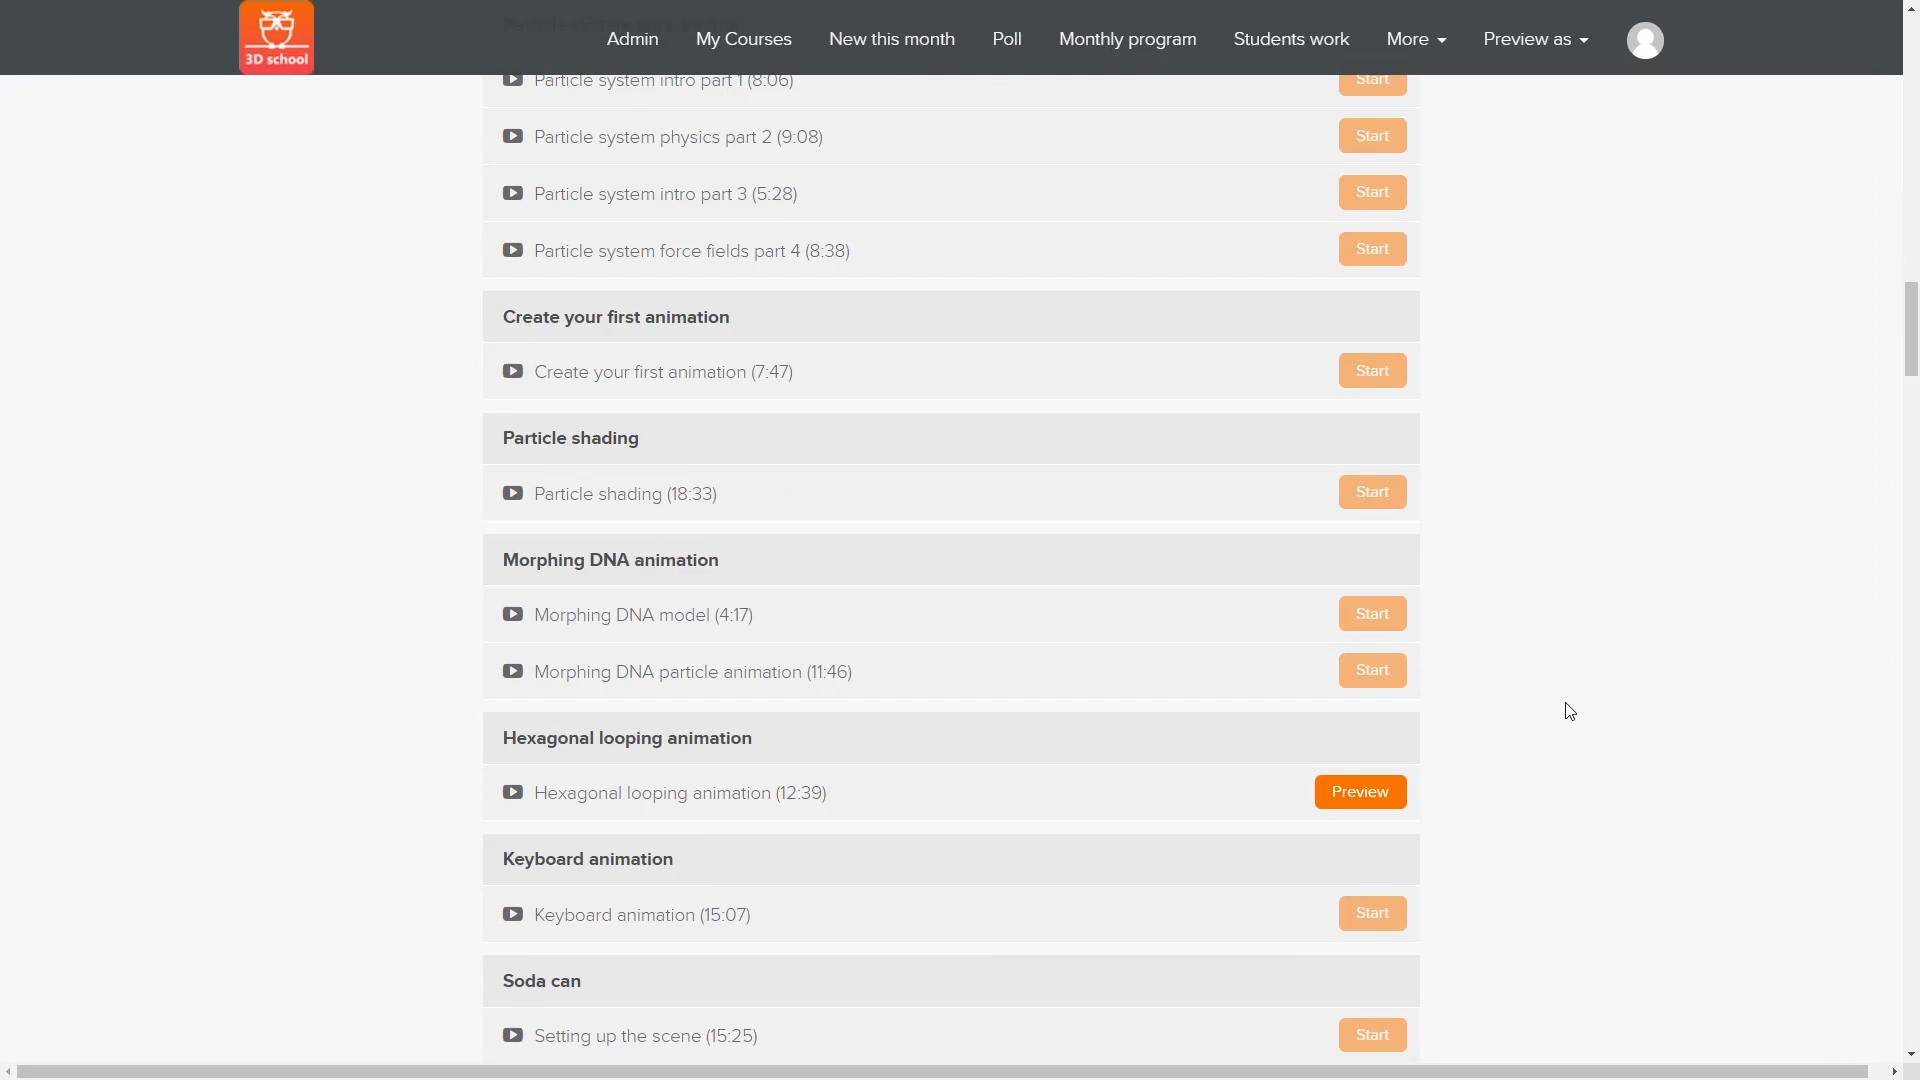 3D school
Admin
My Courses
New this month
Poll
Monthly program
Students work
More
Preview as
Particle system intro part 1 (8:06)
Start
Particle system physics part 2 (9:08)
Start
Particle system intro part 3 (5:28)
Start
Particle system force fields part 4 (8:38)
Start
Create your first animation
Create your first animation (7:47)
Start
Particle shading
Particle shading (18:33)
Start
Morphing DNA animation
Morphing DNA model (4:17)
Start
Morphing DNA particle animation (11:46)
Start
Hexagonal looping animation
Hexagonal looping animation (12:39)
Preview
Keyboard animation
Keyboard animation (15:07)
Start
Soda can
Setting up the scene (15:25)
Start